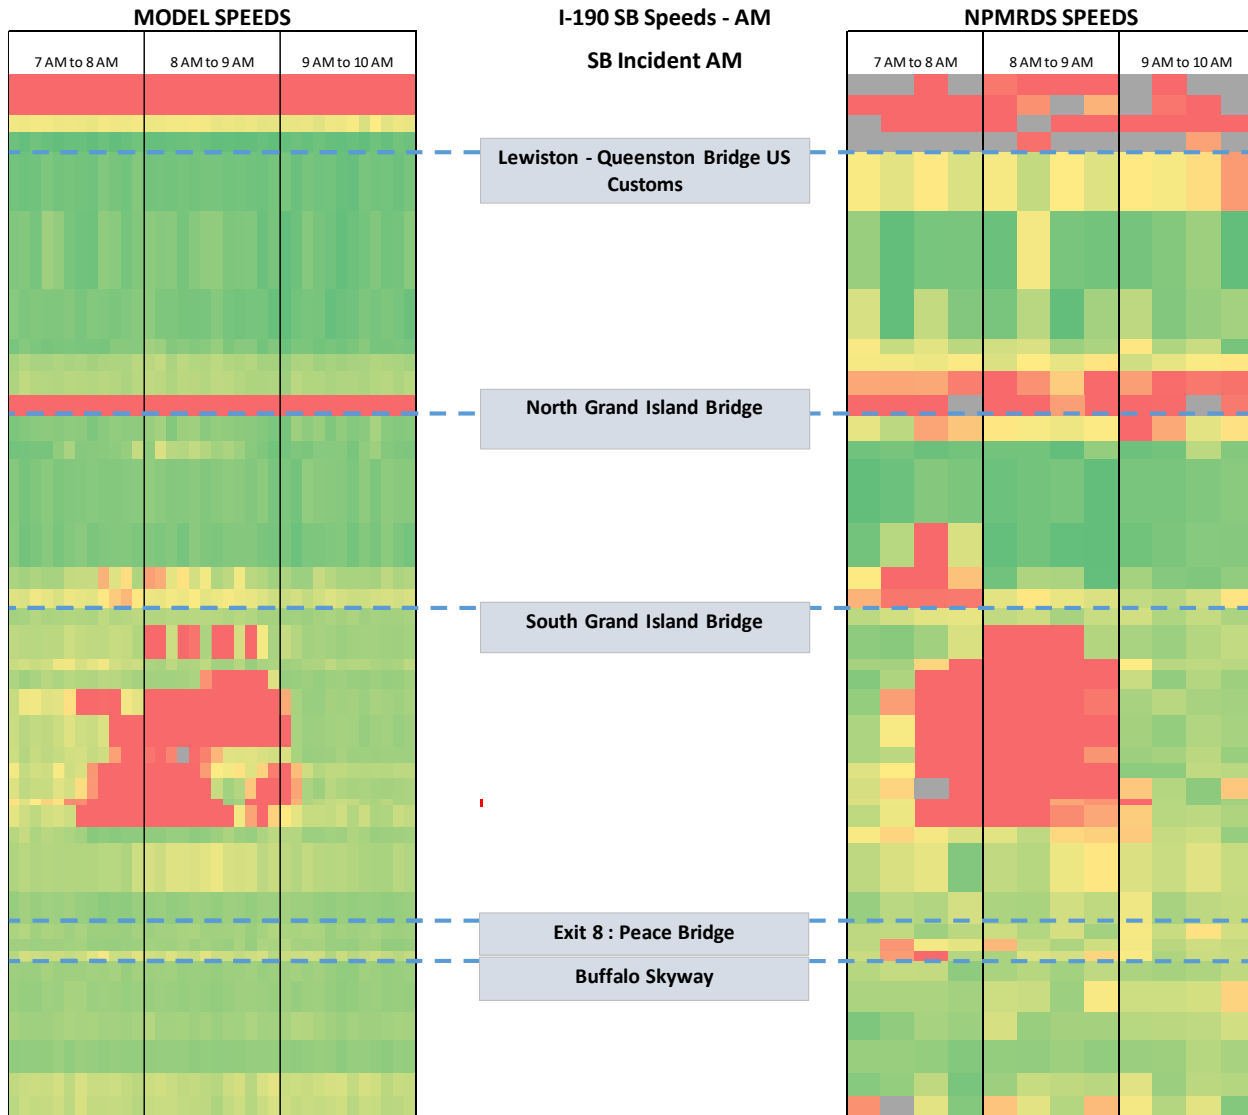 MODEL SPEEDS
I-190 SB Speeds - AM
NPMRDS SPEEDS
SB Incident AM
7 AM to 8 AM
8 AM to 9 AM
9 AM to 10 AM
7 AM to 8 AM
8 AM to 9 AM
9 AM to 10 AM
Lewiston - Queenston Bridge US
Customs
North Grand Island Bridge
South Grand Island Bridge
Exit 8 : Peace Bridge
Buffalo Skyway